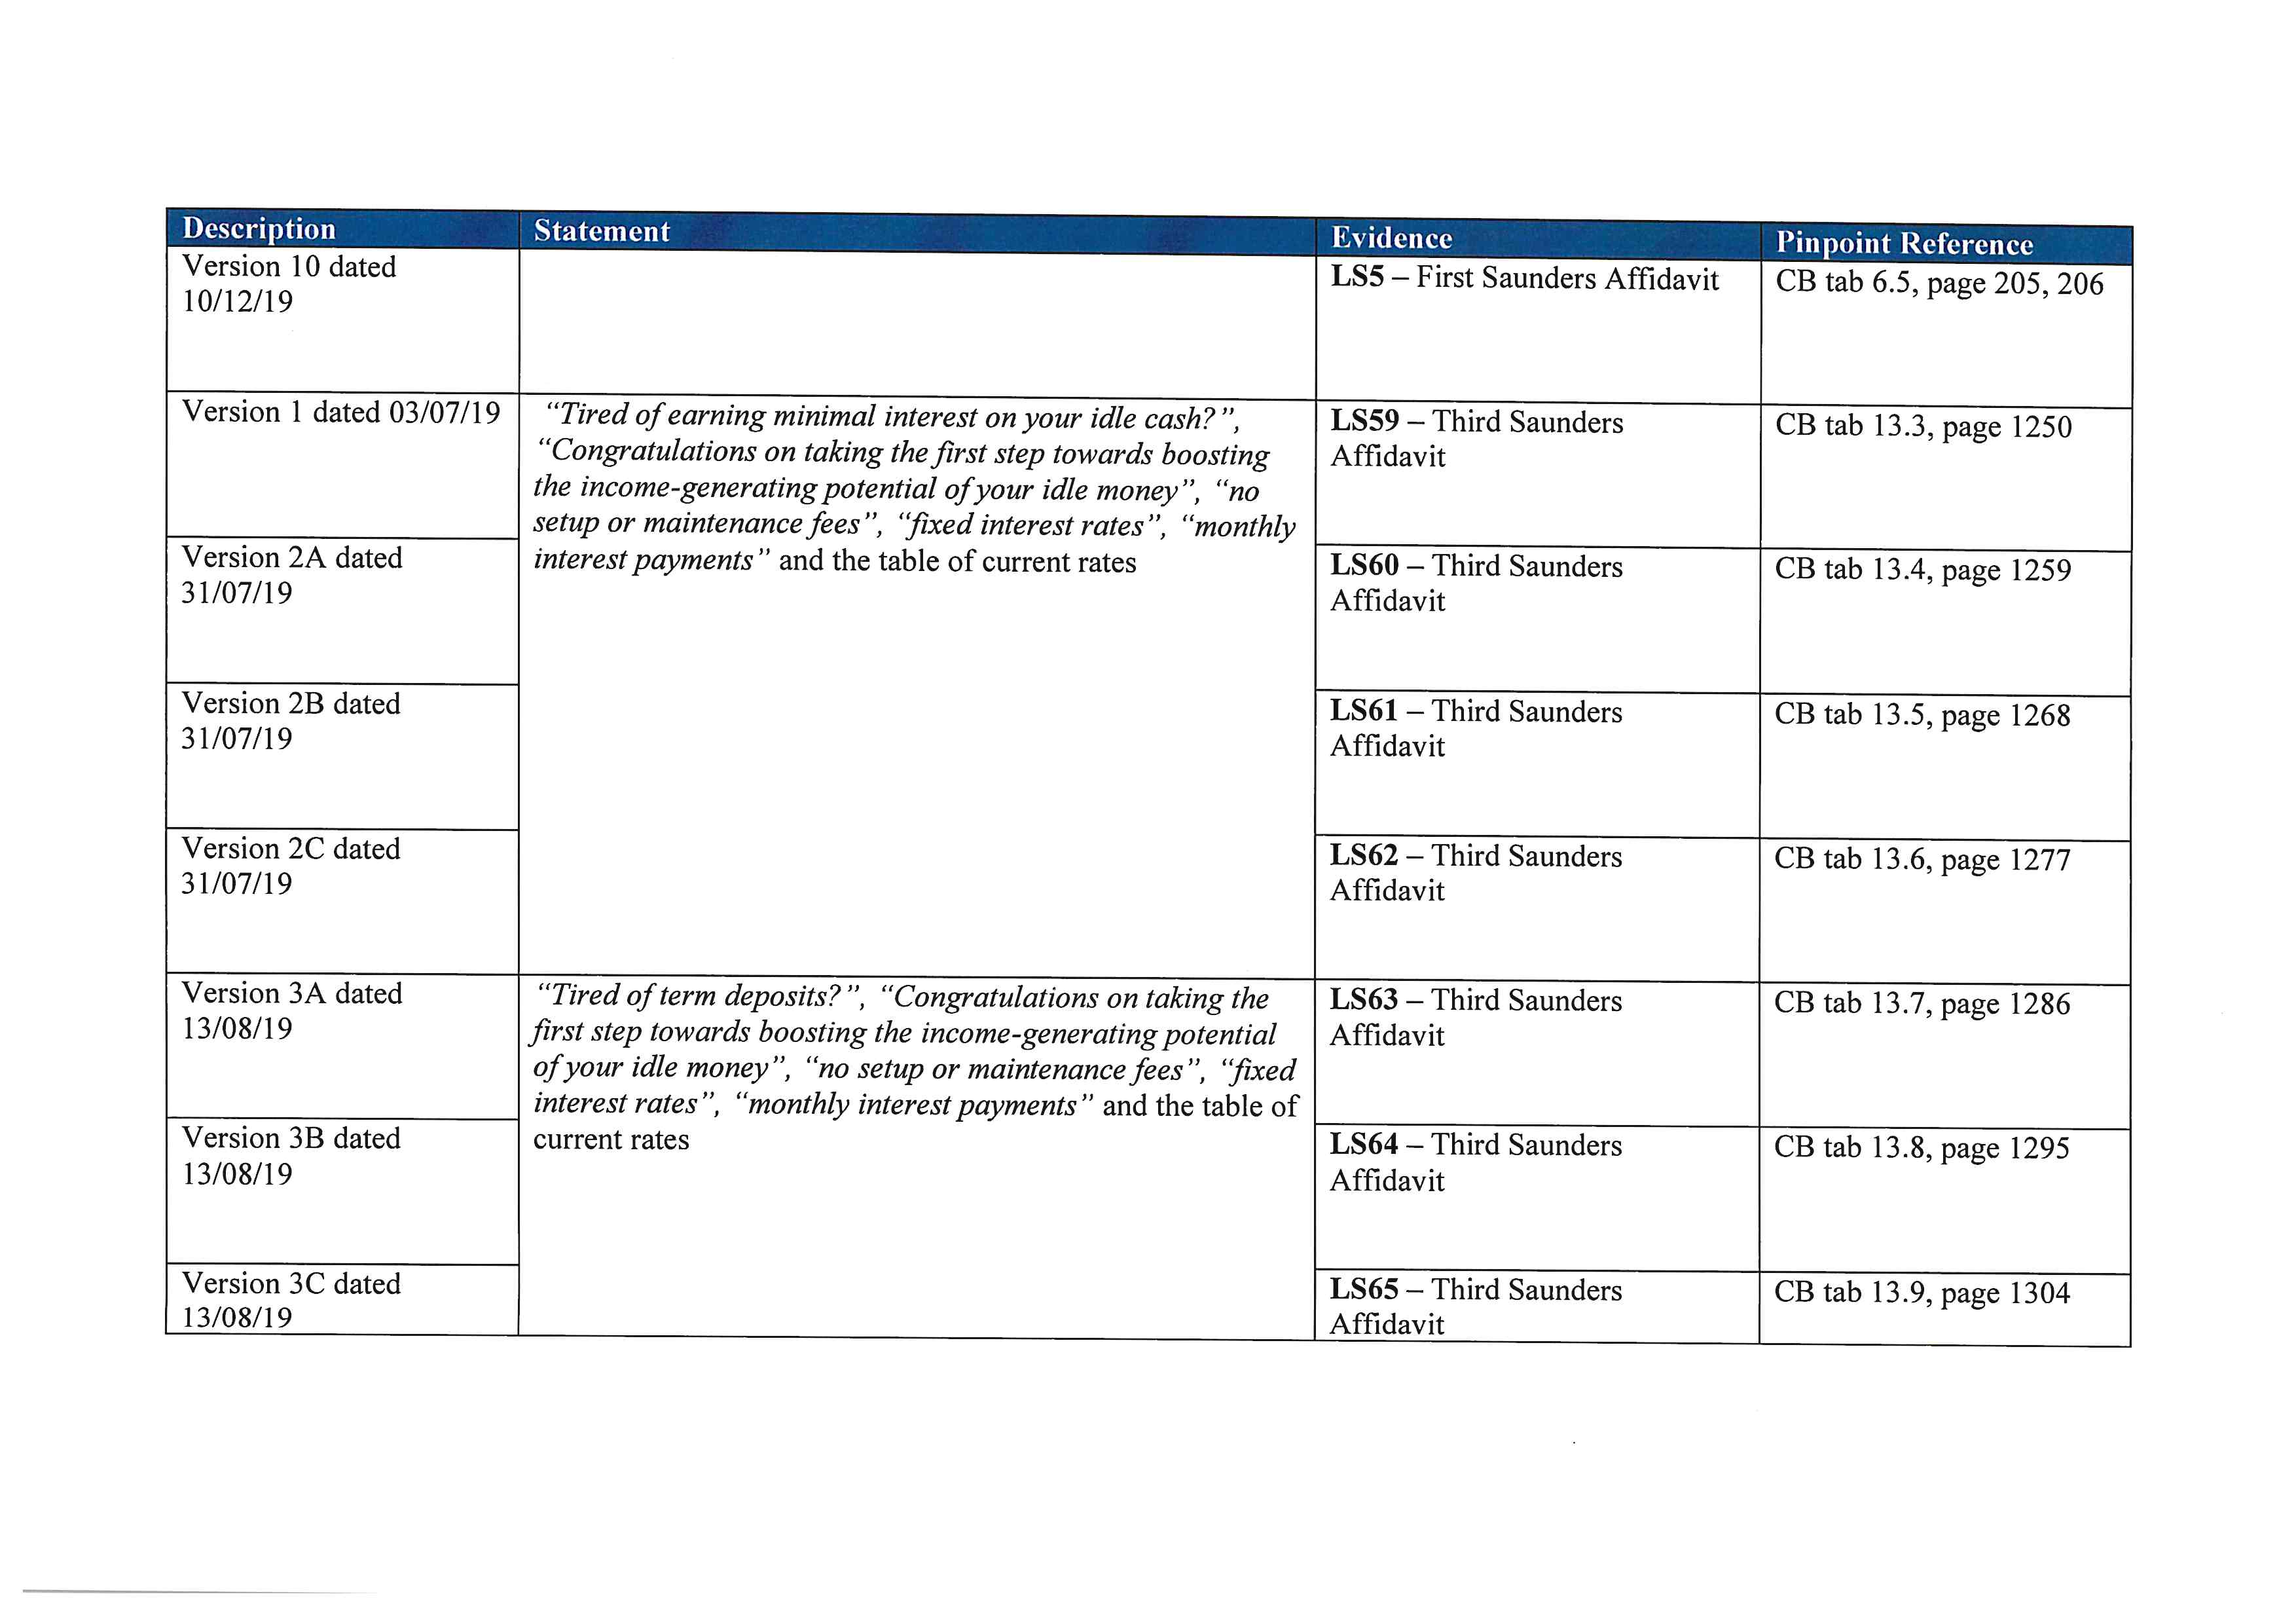 Description Statement Evidence Pinpoint Reference
Version 10 dated
10/12/19
LS5 – First Saunders Affidavit
CB tab 6.5, page 205, 206
Version 1 dated 03/07/19
“Tired of earning minimal interest on your idle cash?”,
“Congratulations on taking the first step towards boosting
the income-generating potential of your idle money”, “no
setup or maintenance fees”, “fixed interest rates”, “monthly
interest payments” and the table of current rates
LS59 – Third Saunders
Affidavit
CB tab 13.3, page 1250
Version 2A dated
31/07/19
LS60 – Third Saunders
Affidavit
CB tab 13.4, page 1259
Version 2B dated
31/07/19
LS61 – Third Saunders
Affidavit
CB tab 13.5, page 1268
Version 2C dated
31/07/19
LS62 – Third Saunders
Affidavit
CB tab 13.6, page 1277
Version 3A dated
13/08/19
“Tired of term deposits?”, “Congratulations on taking the
first step towards boosting the income-generating potential
of your idle money”, “no setup or maintenance fees”, “fixed
interest rates”, “monthly interest payments” and the table of
current rates
LS63 – Third Saunders
Affidavit
CB tab 13.7, page 1286
Version 3B dated
13/08/19
LS64 – Third Saunders
Affidavit
CB tab 13.8, page 1295
Version 3C dated
13/08/19
LS65 – Third Saunders
Affidavit
CB tab 13.9, page 1304